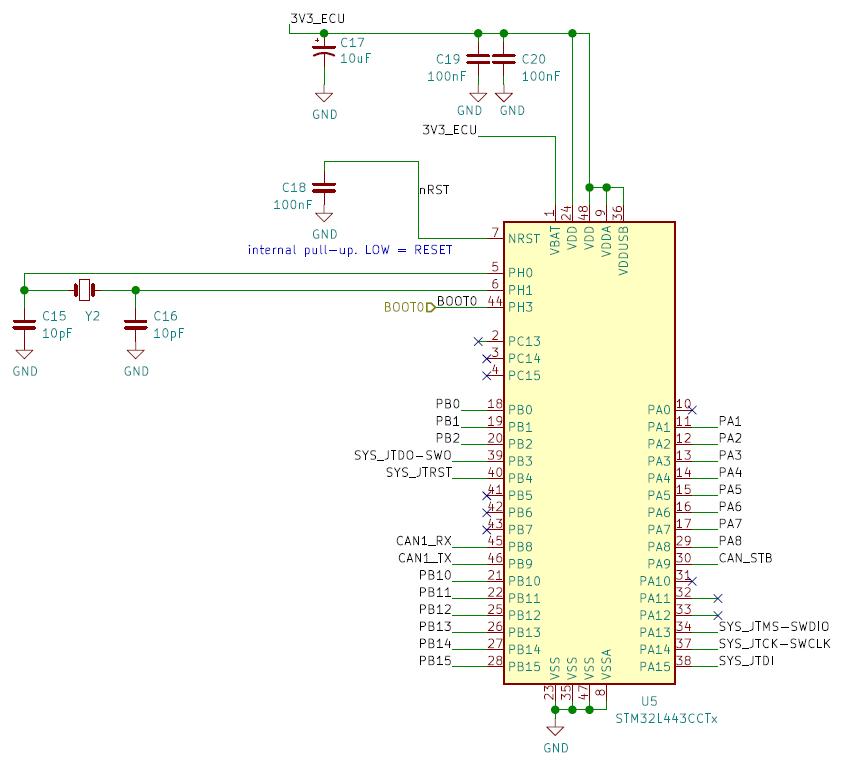 3V3_ECU
C17
10uF
C19
100nF
C20
100nF
GND
GND
GND
3V3_ECU
C18
100nF
nRST
GND
internal pull-up. LOW = RESET
1
24
48
9
36
VBAT
VDD
VDD
VDDA
VDDUSB
7 NRST
5 PH0
6 PH1
BOOT0 BOOT0 44 PH3
C15
10pF
Y2
C16
10pF
GND
GND
2 PC13
3 PC14
4 PC15
PB0 18 PB0 PA0 10
PB1 19 PB1 PA1 11 PA1
PB2 20 PB2 PA2 12 PA2
SYS_JTDO-SWO 39 PB3 PA3 13 PA3
SYS_JTRST 40 PB4 PA4 14 PA4
41 PB5 PA5 15 PA5
42 PB6 PA6 16 PA6
43 PB7 PA7 17 PA7
CAN1_RX 45 PB8 PA8 29 PA8
CAN1_TX 46 PB9 PA9 30 CAN_STB
PB10 21 PB10 PA10 31
PB11 22 PB11 PA11 32
PB12 25 PB12 PA12 33
PB13 26 PB13 PA13 34 SYS_JTMS-SWDIO
PB14 27 PB14 PA14 37 SYS_JTCK-SWCLK
PB15 28 PB15 PA15 38 SYS_JTDI
VSS
VSS
VSS
VSSA
23
35
47
8
U5
STM32L443CCTx
GND